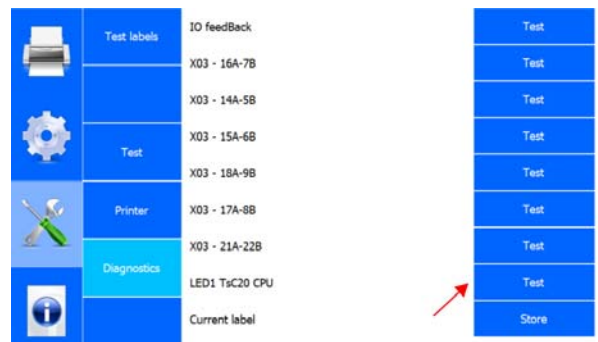 Test labels
Test
Printer
Diagnostics
IO feedBack Test
X03 - 16A-7B Test
X03 - 14A-5B Test
X03 - 15A-6B Test
X03 - 18A-9B Test
X03 - 17A-8B Test
X03 - 21A-22B Test
LED1 TsC20 CPU Test
Current label Store